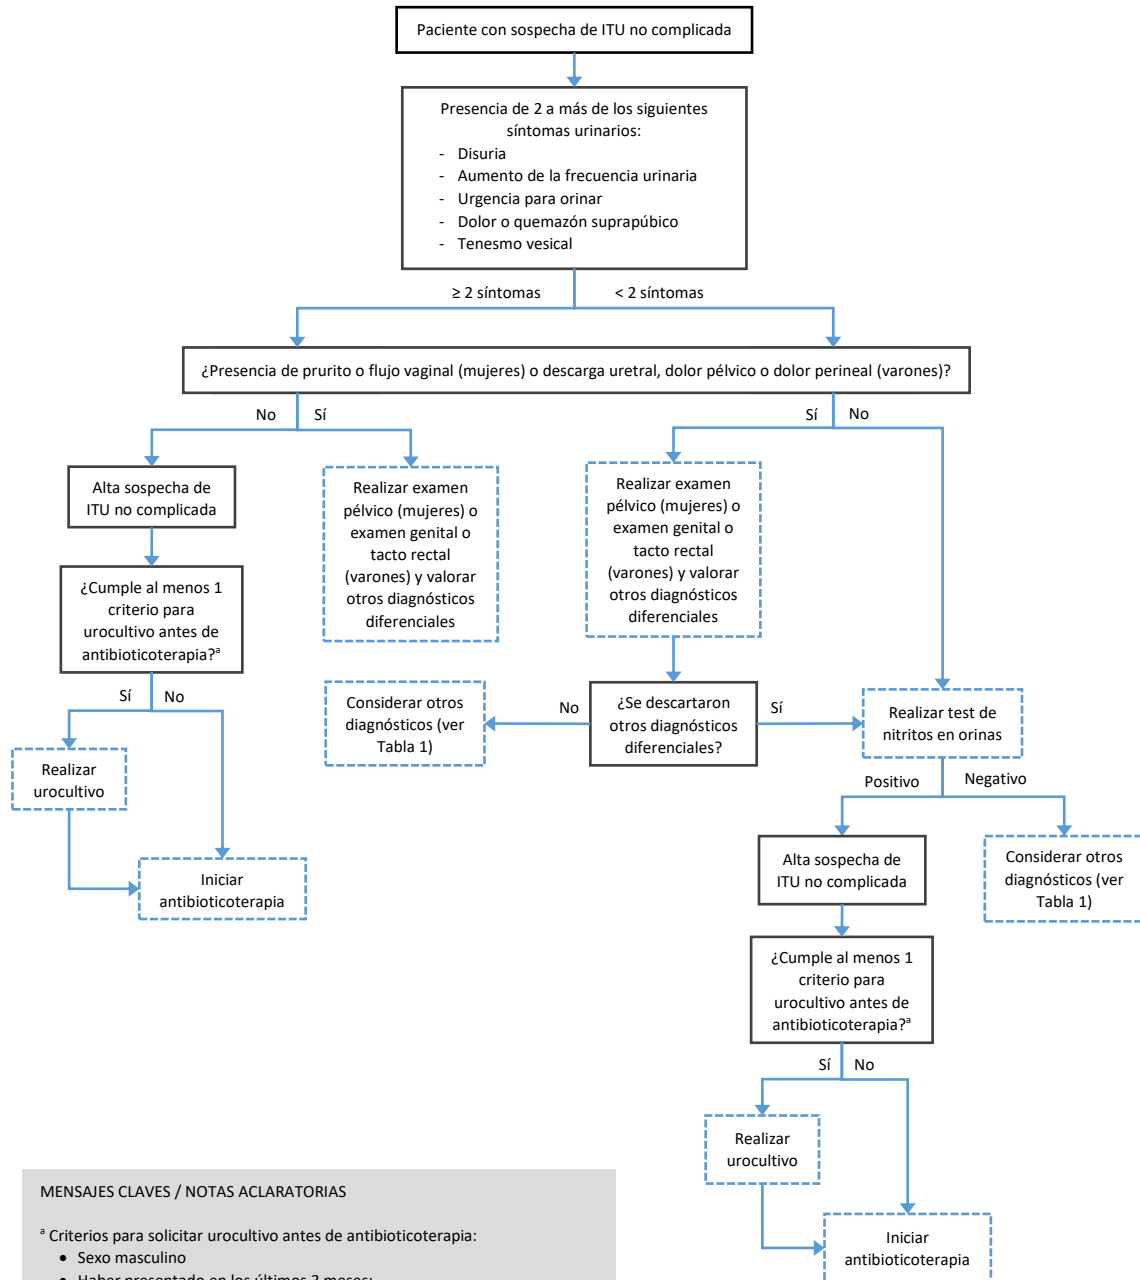 Paciente con sospecha de ITU no complicada
Presencia de 2 a más de los siguientes
síntomas urinarios:
- Disuria
- Aumento de la frecuencia urinaria
- Urgencia para orinar
- Dolor o quemazón suprapúbico
- Tenesmo vesical
≥ 2 síntomas
< 2 síntomas
¿Presencia de prurito o flujo vaginal (mujeres) o descarga uretral, dolor pélvico o dolor perineal (varones)?
No
Sí
Sí
No
Alta sospecha de
ITU no complicada
Realizar examen
pélvico (mujeres) o
examen genital o
tacto rectal
(varones) y valorar
otros diagnósticos
diferenciales
Realizar examen
pélvico (mujeres) o
examen genital o
tacto rectal
(varones) y valorar
otros diagnósticos
diferenciales
¿Cumple al menos 1
criterio para
urocultivo antes de
antibioticoterapia?ᵃ
Sí
No
Considerar otros
diagnósticos (ver
Tabla 1)
No
¿Se descartaron
otros diagnósticos
diferenciales?
Sí
Realizar test de
nitritos en orinas
Realizar
urocultivo
Positivo
Negativo
Iniciar
antibioticoterapia
Alta sospecha de
ITU no complicada
Considerar otros
diagnósticos (ver
Tabla 1)
¿Cumple al menos 1
criterio para
urocultivo antes de
antibioticoterapia?ᵃ
Sí
No
Realizar
urocultivo
Iniciar
antibioticoterapia
MENSAJES CLAVES / NOTAS ACLARATORIAS
ᵃ Criterios para solicitar urocultivo antes de antibioticoterapia:
• Sexo masculino
• Haber presentado en los últimos 3 meses: